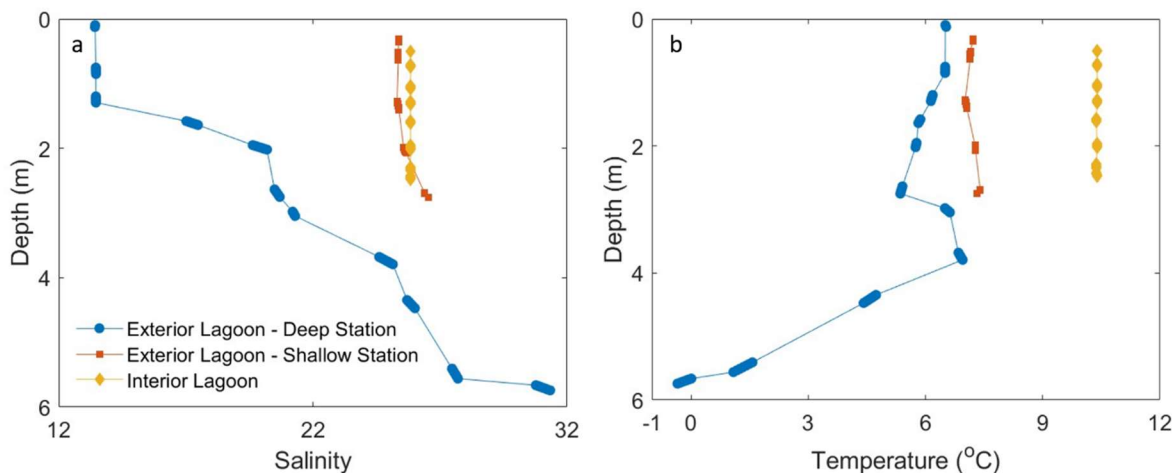 a
0
2
4
6
Depth (m)
Exterior Lagoon - Deep Station
Exterior Lagoon - Shallow Station
Interior Lagoon
12 22 32
Salinity
b
0
2
4
6
Depth (m)
-1 0 3 6 9 12
Temperature (°C)